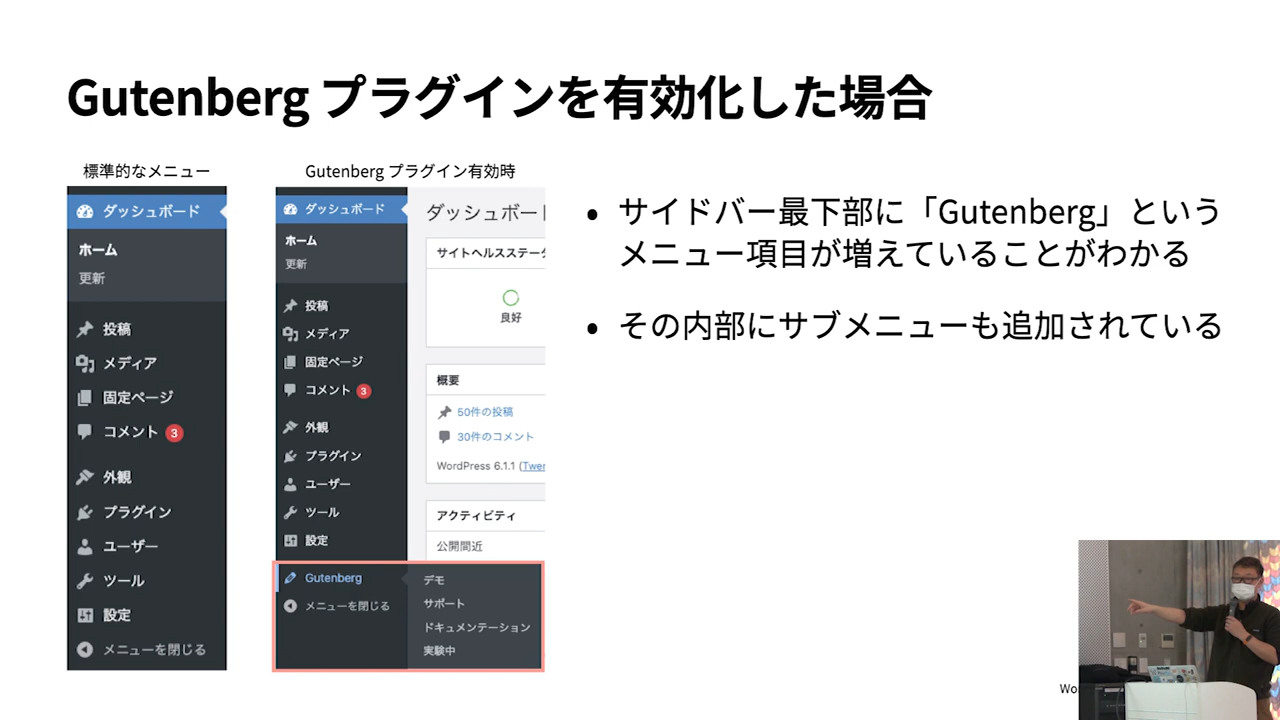 Gutenberg プラグインを有効化した場合
標準的なメニュー
ダッシュボード
ホーム
更新
投稿
メディア
固定ページ
コメント 3
外観
プラグイン
ユーザー
ツール
設定
メニューを閉じる
Gutenberg プラグイン有効時
ダッシュボード
ホーム
更新
投稿
メディア
固定ページ
コメント 3
外観
プラグイン
ユーザー
ツール
設定
Gutenberg
メニューを閉じる
デモ
サポート
ドキュメンテーション
実験中
ダッシュボー
サイトヘルスステー
良好
概要
50件の投稿
30件のコメント
WordPress 6.1.1 (Twen
アクティビティ
公開間近
• サイドバー最下部に「Gutenberg」という
メニュー項目が増えていることがわかる
• その内部にサブメニューも追加されている
Wo